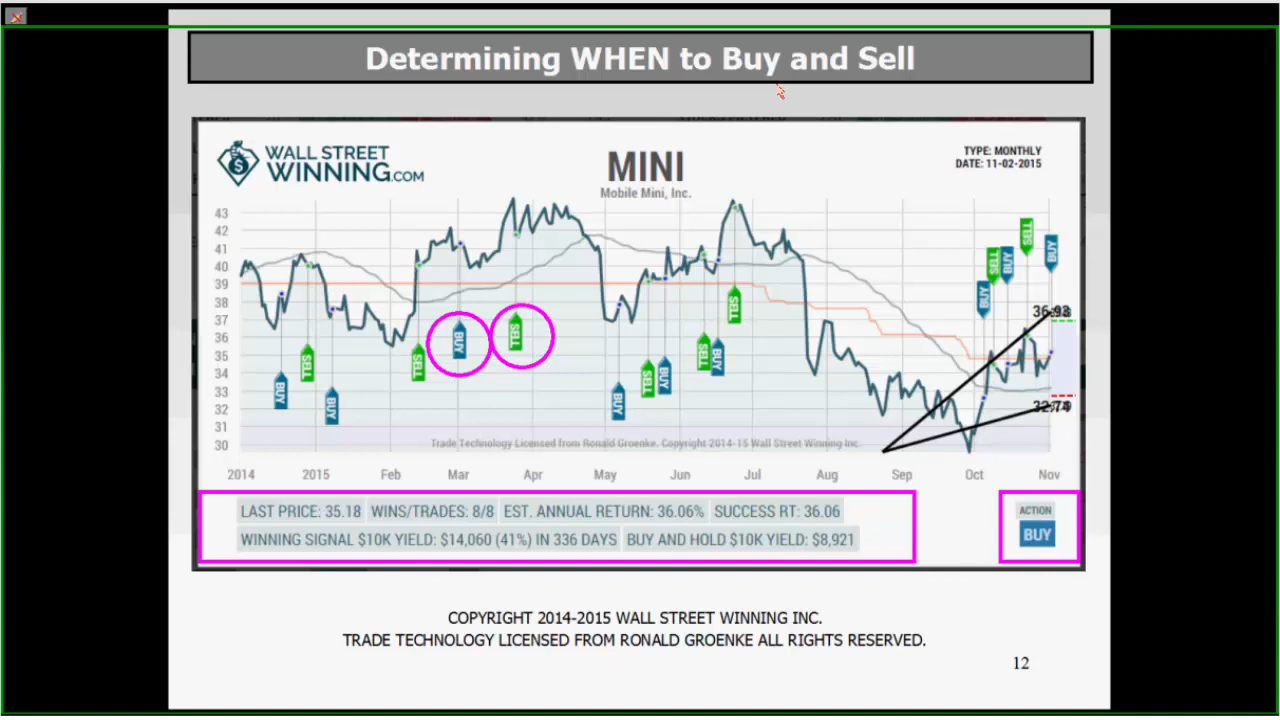 Determining WHEN to Buy and Sell
WALL STREET
WINNING.COM
MINI
Mobile Mini, Inc.
TYPE: MONTHLY
DATE: 11-02-2015
43
42
41
40
39
38
37
36
35
34
33
32
31
30
BUY
SELL
BUY
SELL
BUY
SELL
BUY
SELL
BUY
SELL
BUY
SELL
BUY
SELL
BUY
SELL
BUY
Trade Technology Licensed from Ronald Groenke. Copyright 2014-15 Wall Street Winning Inc.
2014 2015 Feb Mar Apr May Jun Jul Aug Sep Oct Nov
LAST PRICE: 35.18 WINS/TRADES: 8/8 EST. ANNUAL RETURN: 36.06% SUCCESS RT: 36.06
WINNING SIGNAL $10K YIELD: $14,060 (41%) IN 336 DAYS BUY AND HOLD $10K YIELD: $8,921
ACTION
BUY
COPYRIGHT 2014-2015 WALL STREET WINNING INC.
TRADE TECHNOLOGY LICENSED FROM RONALD GROENKE ALL RIGHTS RESERVED.
12